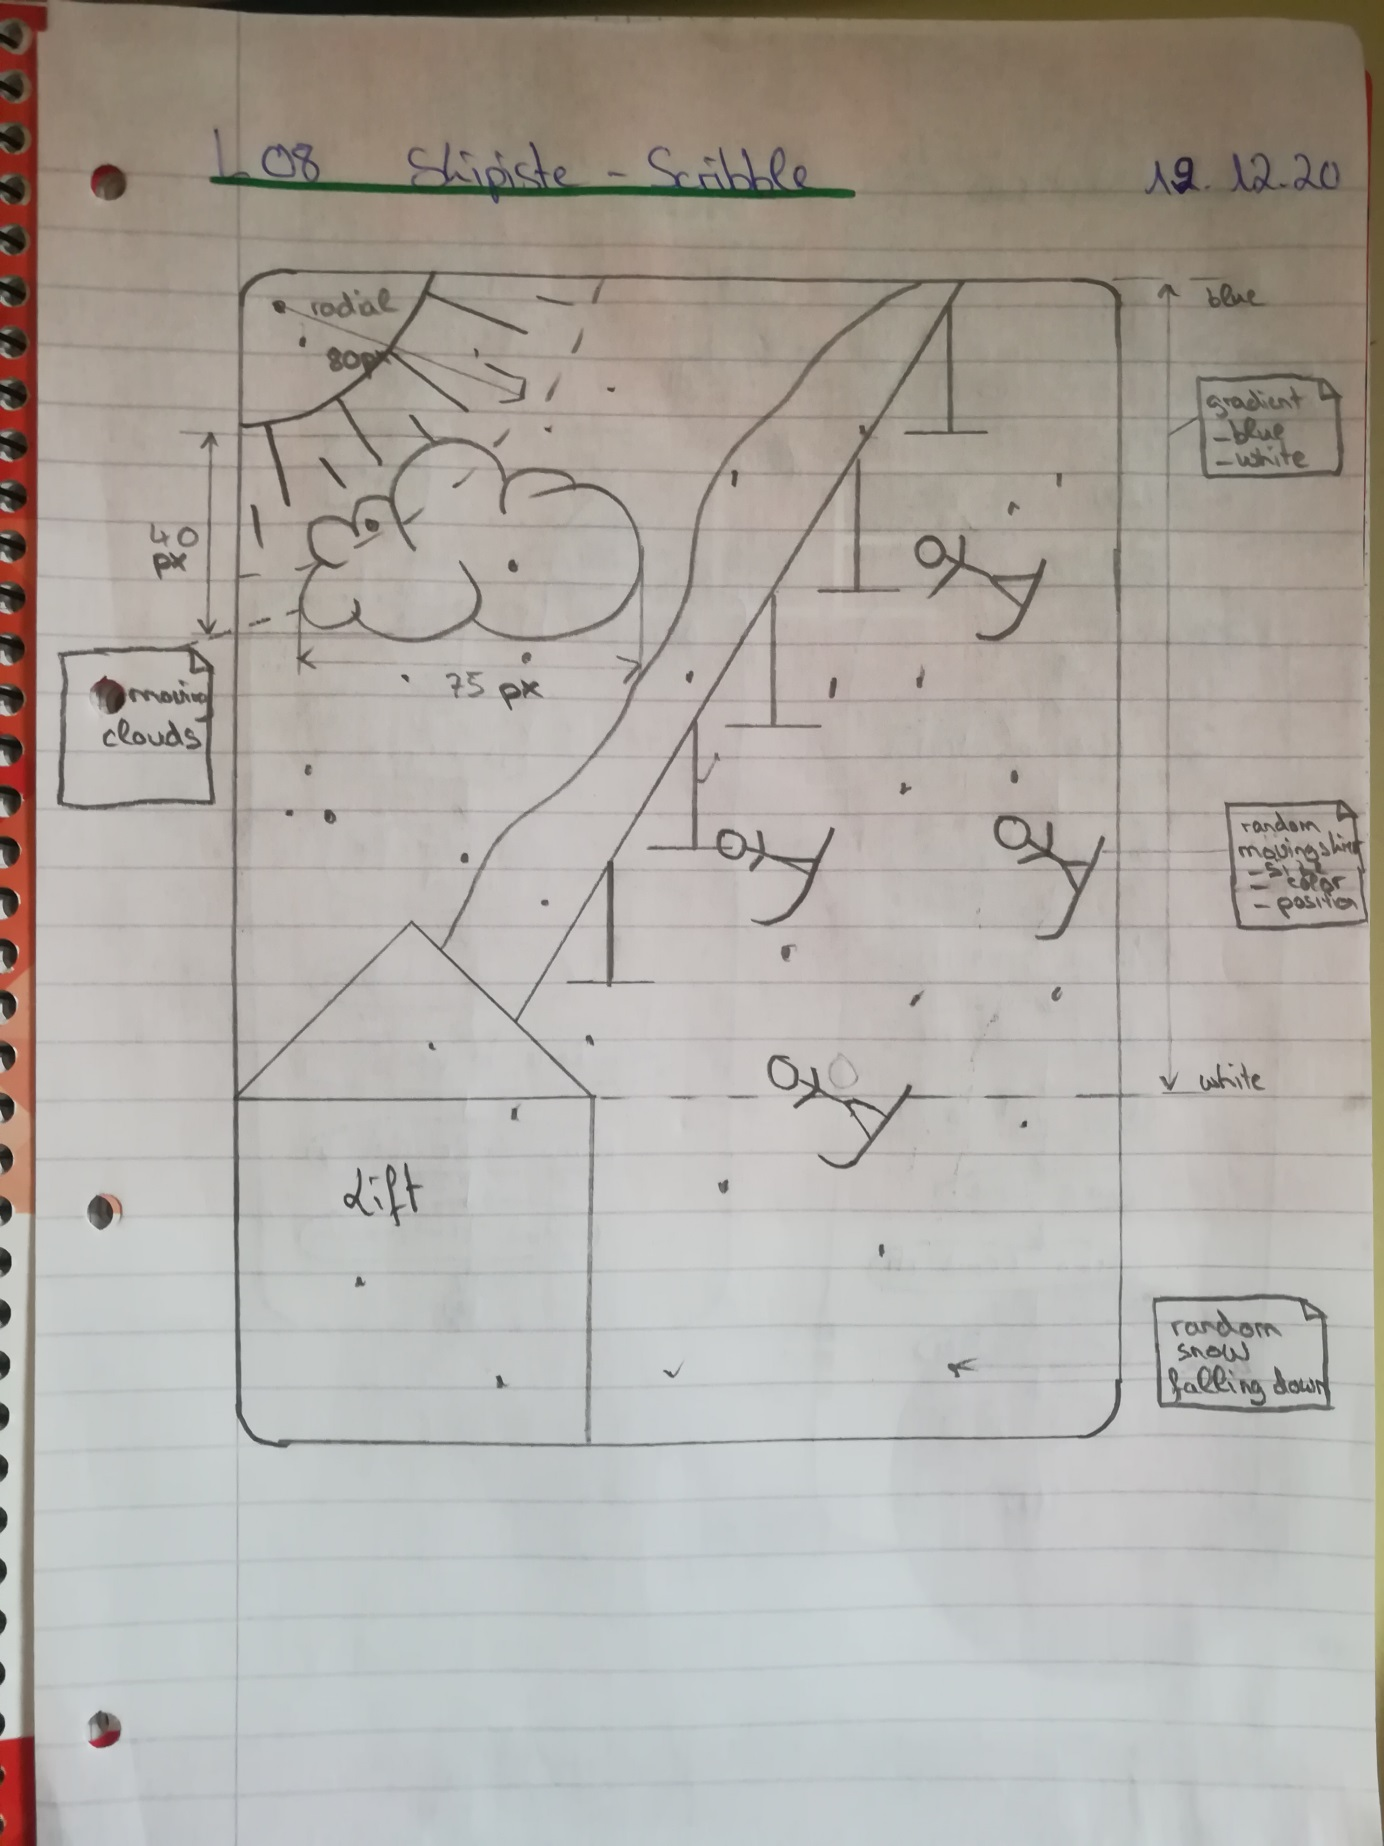 L08 Skipiste - Scribble 12.12.20
radial
80px
blue
gradient
- blue
- white
40
px
75 px
moving
clouds
random
moving skier
- size
- color
- position
white
Lift
random
snow
falling down